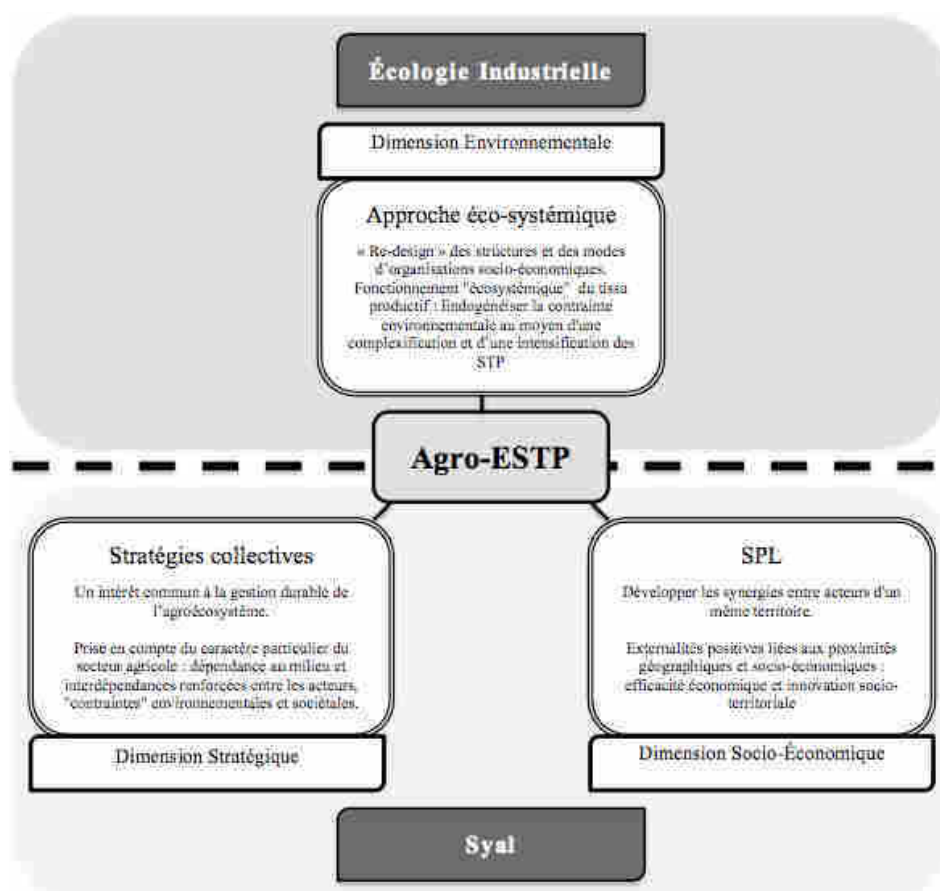 Écologie Industrielle
Dimension Environnementale
Approche éco-systémique
« Re-design » des structures et des modes
d'organisations socio-économiques.
Fonctionnement "écosystémique" du tissu
productif : Endogénéiser la contrainte
environnementale au moyen d'une
complexification et d'une intensification des
STP
Agro-ESTP
Stratégies collectives
Un intérêt commun à la gestion durable de
l'agroécosystème.
Prise en compte du caractère particulier du
secteur agricole : dépendance au milieu et
interdépendances renforcées entre les acteurs,
"contraintes" environnementales et sociétales.
Dimension Stratégique
SPL
Développer les synergies entre acteurs d'un
même territoire.
Externalités positives liées aux proximités
géographiques et socio-économiques :
efficacité économique et innovation socio-
territoriale
Dimension Socio-Économique
Syal